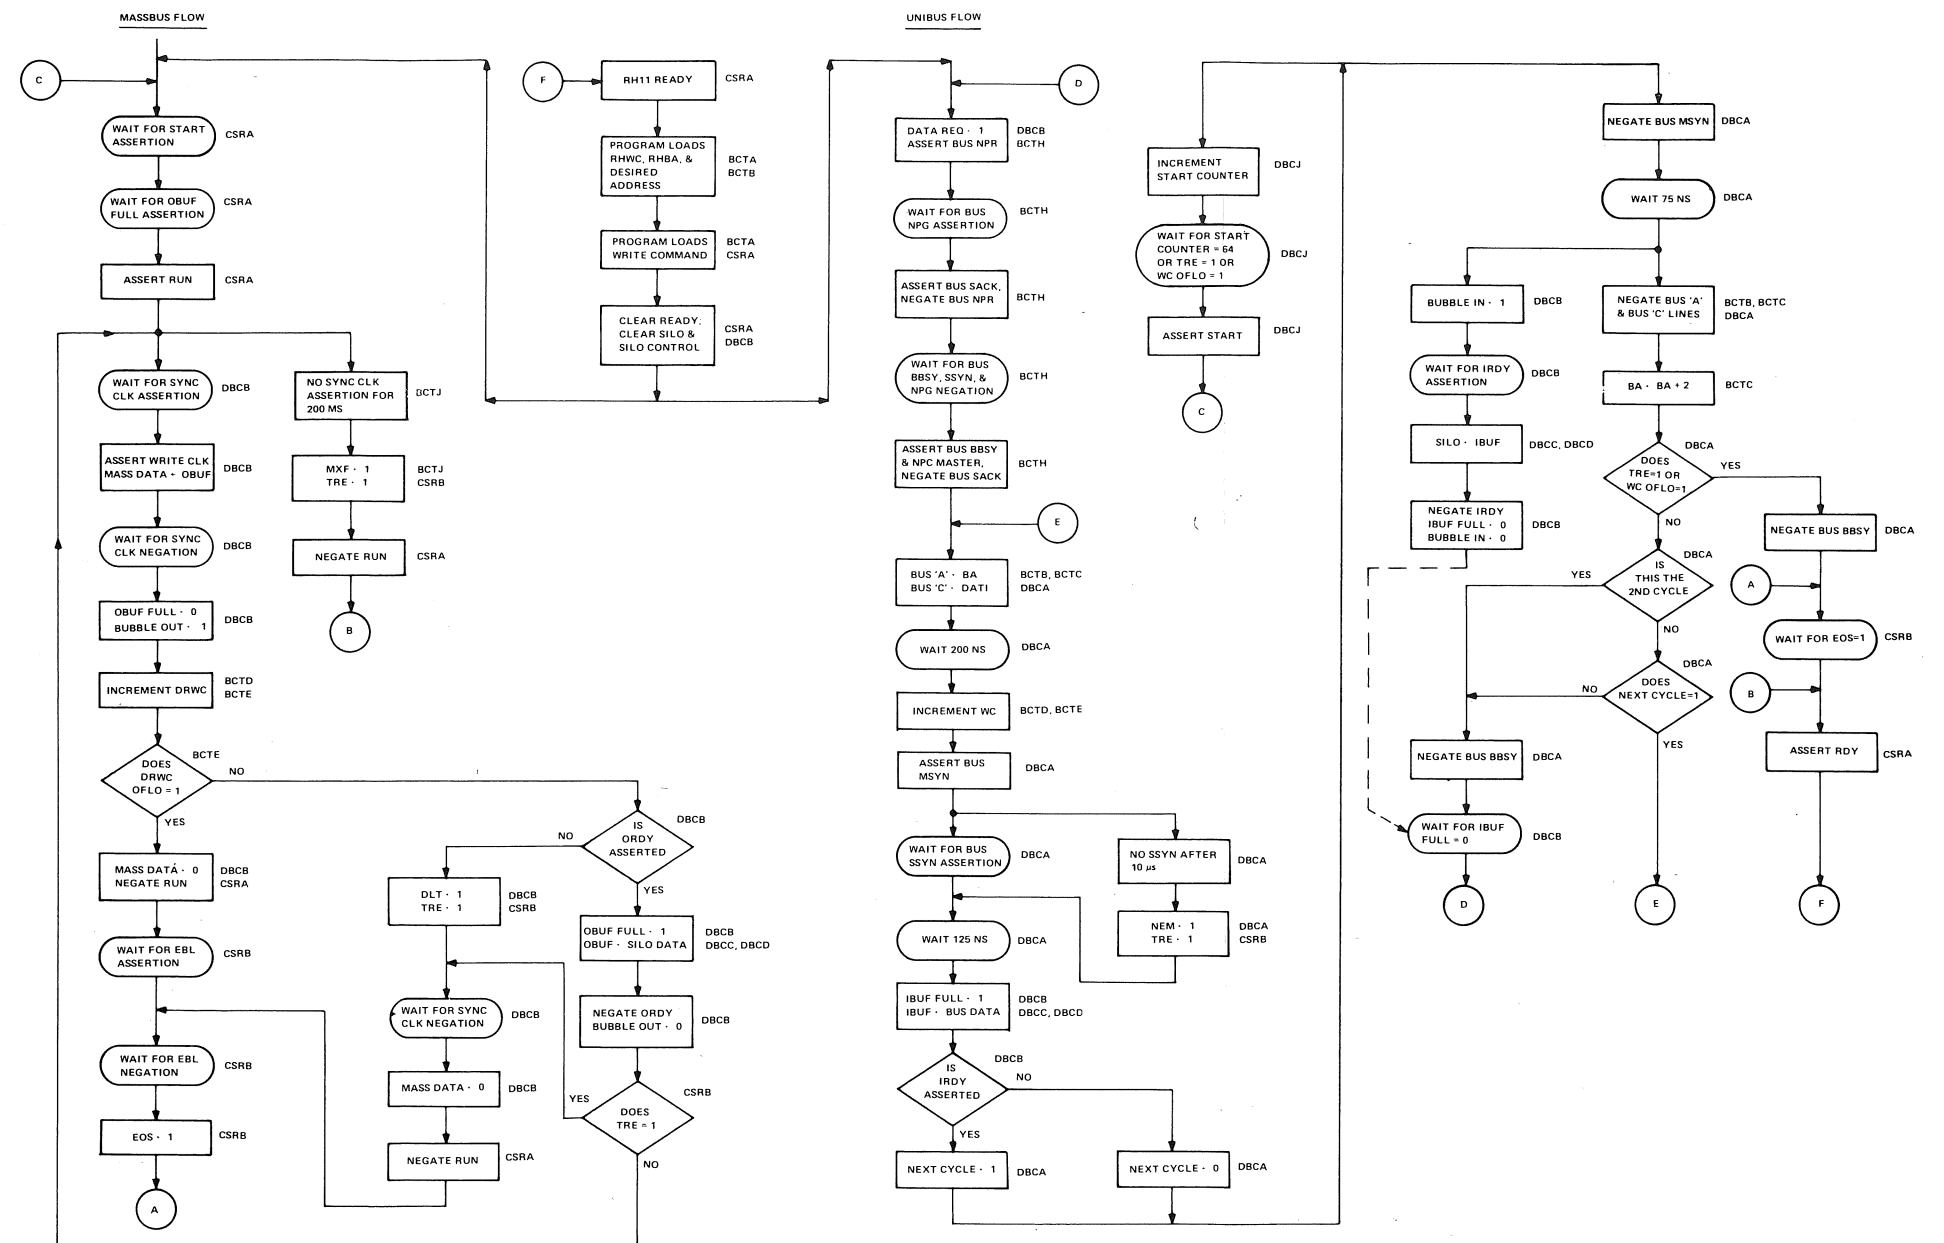 MASSBUS FLOW
C
WAIT FOR START
ASSERTION
CSRA
WAIT FOR OBUF
FULL ASSERTION
CSRA
ASSERT RUN
CSRA
WAIT FOR SYNC
CLK ASSERTION
DBCB
NO SYNC CLK
ASSERTION FOR
200 MS
BCTJ
ASSERT WRITE CLK
MASS DATA - OBUF
DBCB
MXF · 1
TRE · 1
BCTJ
CSRB
WAIT FOR SYNC
CLK NEGATION
DBCB
NEGATE RUN
CSRA
B
OBUF FULL · 0
BUBBLE OUT · 1
DBCB
INCREMENT DRWC
BCTD
BCTE
DOES
DRWC
OFLO = 1
BCTE
NO
YES
MASS DATA · 0
NEGATE RUN
DBCB
CSRA
WAIT FOR EBL
ASSERTION
CSRB
WAIT FOR EBL
NEGATION
CSRB
EOS · 1
CSRB
A
IS
ORDY
ASSERTED
DBCB
NO
YES
DLT · 1
TRE · 1
DBCB
CSRB
OBUF FULL · 1
OBUF · SILO DATA
DBCB
DBCC, DBCD
WAIT FOR SYNC
CLK NEGATION
DBCB
NEGATE ORDY
BUBBLE OUT · 0
DBCB
MASS DATA · 0
DBCB
YES
DOES
TRE = 1
CSRB
NO
NEGATE RUN
CSRA
F
RH11 READY
CSRA
PROGRAM LOADS
RHWC, RHBA, &
DESIRED
ADDRESS
BCTA
BCTB
PROGRAM LOADS
WRITE COMMAND
BCTA
CSRA
CLEAR READY;
CLEAR SILO &
SILO CONTROL
CSRA
DBCB
UNIBUS FLOW
D
DATA REQ · 1
ASSERT BUS NPR
DBCB
BCTH
WAIT FOR BUS
NPG ASSERTION
BCTH
ASSERT BUS SACK,
NEGATE BUS NPR
BCTH
WAIT FOR BUS
BBSY, SSYN, &
NPG NEGATION
BCTH
ASSERT BUS BBSY
& NPC MASTER,
NEGATE BUS SACK
BCTH
E
BUS 'A' · BA
BUS 'C' · DATI
BCTB, BCTC
DBCA
WAIT 200 NS
DBCA
INCREMENT WC
BCTD, BCTE
ASSERT BUS
MSYN
DBCA
WAIT FOR BUS
SSYN ASSERTION
DBCA
NO SSYN AFTER
10 μs
DBCA
WAIT 125 NS
DBCA
NEM · 1
TRE · 1
DBCA
CSRB
IBUF FULL · 1
IBUF · BUS DATA
DBCB
DBCC, DBCD
IS
IRDY
ASSERTED
DBCB
NO
YES
NEXT CYCLE · 1
DBCA
NEXT CYCLE · 0
DBCA
INCREMENT
START COUNTER
DBCJ
WAIT FOR START
COUNTER = 64
OR TRE = 1 OR
WC OFLO = 1
DBCJ
ASSERT START
DBCJ
C
NEGATE BUS MSYN
DBCA
WAIT 75 NS
DBCA
BUBBLE IN · 1
DBCB
NEGATE BUS 'A'
& BUS 'C' LINES
BCTB, BCTC
DBCA
WAIT FOR IRDY
ASSERTION
DBCB
BA · BA + 2
BCTC
SILO · IBUF
DBCC, DBCD
DOES
TRE=1 OR
WC OFLO=1
DBCA
YES
NO
NEGATE IRDY
IBUF FULL · 0
BUBBLE IN · 0
DBCB
NEGATE BUS BBSY
DBCA
YES
IS
THIS THE
2ND CYCLE
DBCA
NO
A
WAIT FOR EOS=1
CSRB
NO
DOES
NEXT CYCLE=1
DBCA
YES
B
ASSERT RDY
CSRA
NEGATE BUS BBSY
DBCA
WAIT FOR IBUF
FULL = 0
DBCB
D
E
F